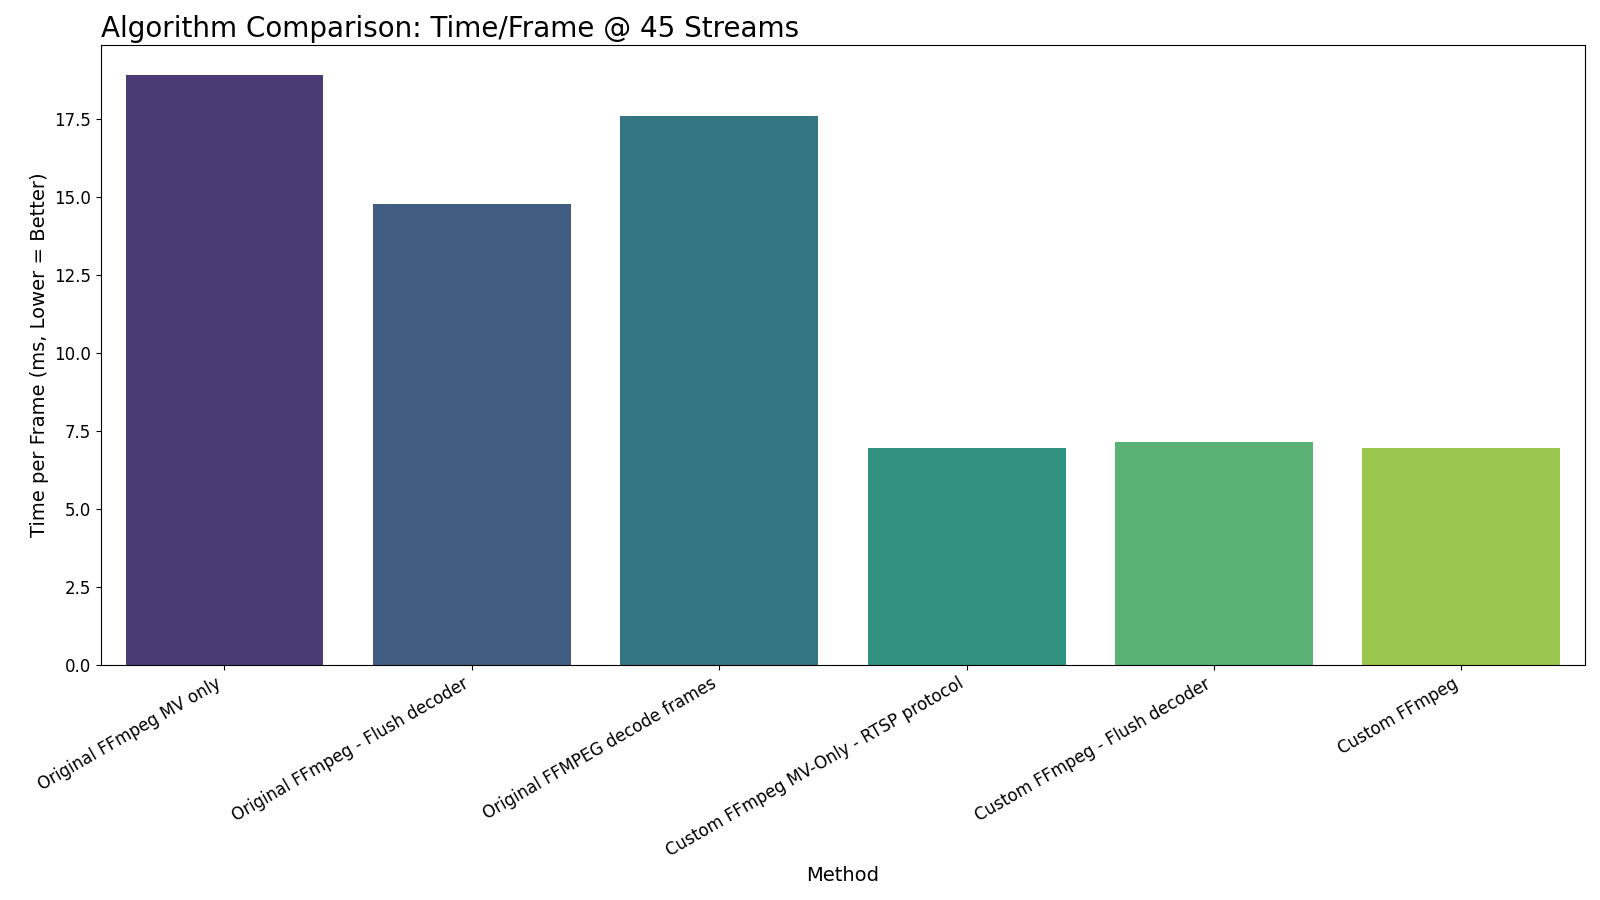 Algorithm Comparison: Time/Frame @ 45 Streams
Time per Frame (ms, Lower = Better)
17.5
15.0
12.5
10.0
7.5
5.0
2.5
0.0
Original FFmpeg MV only
Original FFmpeg - Flush decoder
Original FFMPEG decode frames
Custom FFmpeg MV-Only - RTSP protocol
Custom FFmpeg - Flush decoder
Custom FFmpeg
Method